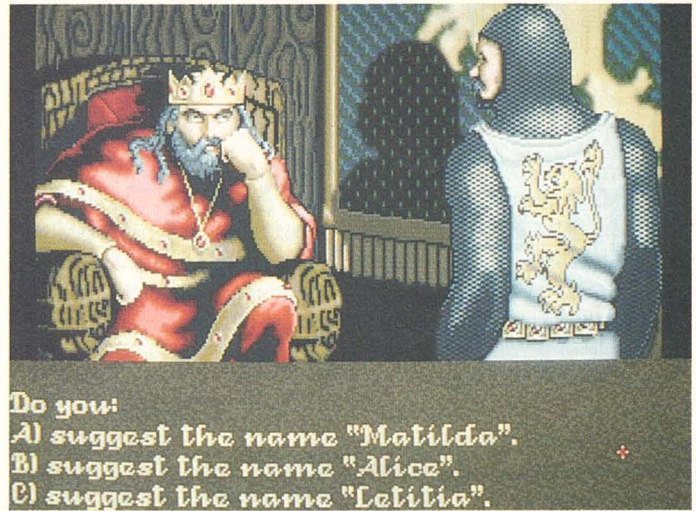 Do you:
A) suggest the name "Matilda".
B) suggest the name "Alice".
C) suggest the name "Letitia".